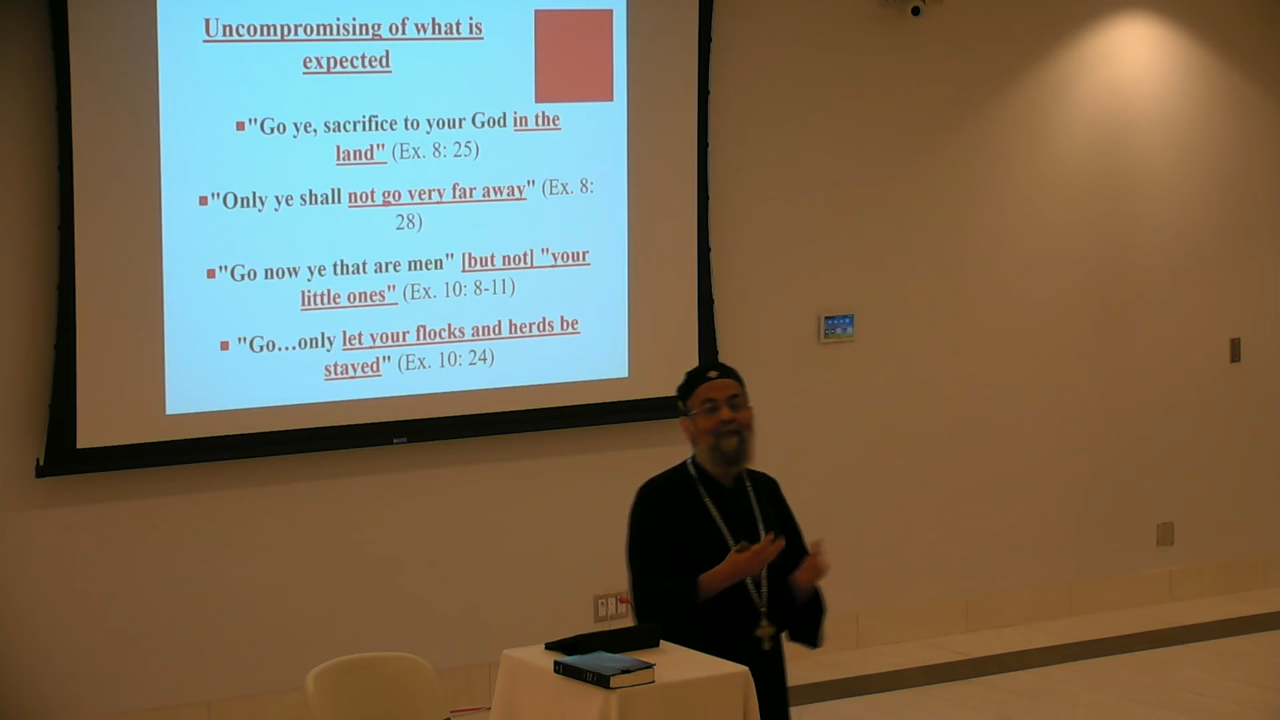 Uncompromising of what is
expected
"Go ye, sacrifice to your God in the
land" (Ex. 8: 25)
"Only ye shall not go very far away" (Ex. 8:
28)
"Go now ye that are men" [but not] "your
little ones" (Ex. 10: 8-11)
"Go…only let your flocks and herds be
stayed" (Ex. 10: 24)